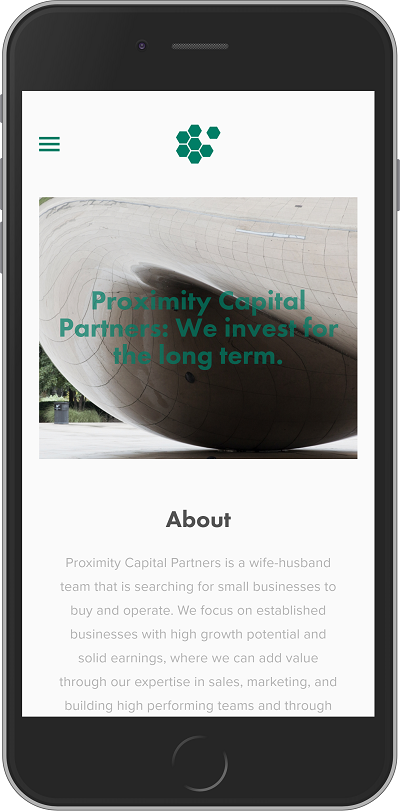 Proximity Capital
Partners: We invest for
the long term.
About
Proximity Capital Partners is a wife-husband
team that is searching for small businesses to
buy and operate. We focus on established
businesses with high growth potential and
solid earnings, where we can add value
through our expertise in sales, marketing, and
building high performing teams and through